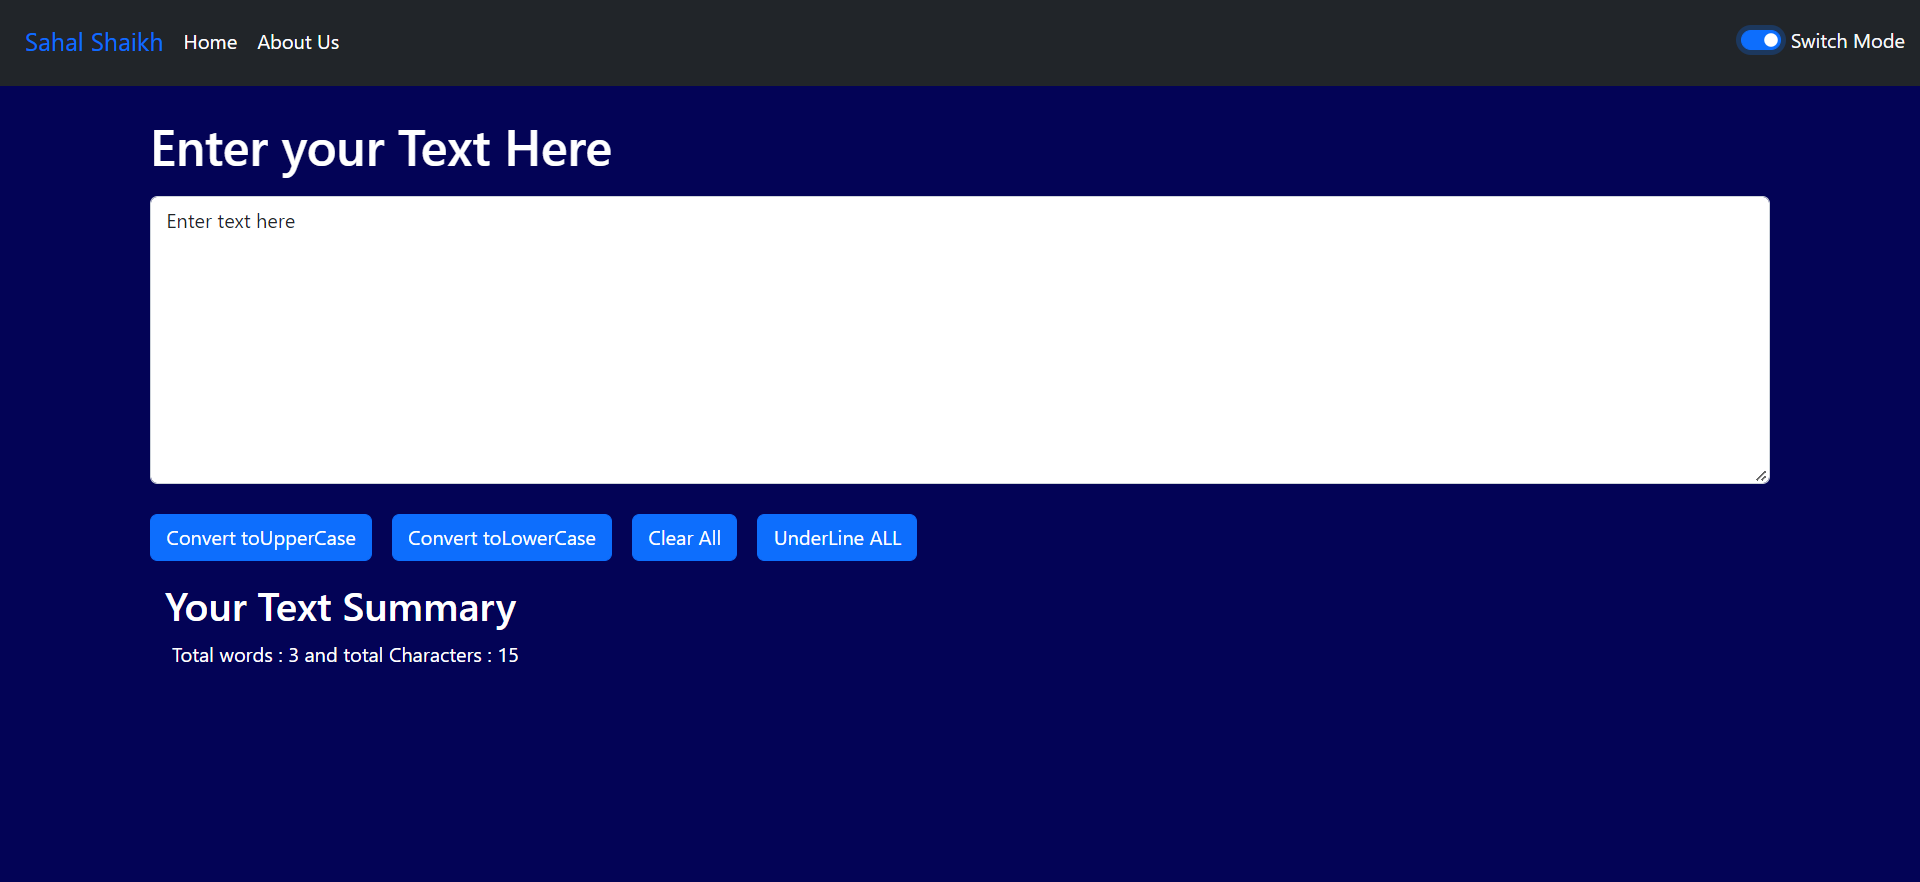 Sahal Shaikh Home About Us Switch Mode
Enter your Text Here
Enter text here
Convert toUpperCase Convert toLowerCase Clear All UnderLine ALL
Your Text Summary
Total words : 3 and total Characters : 15